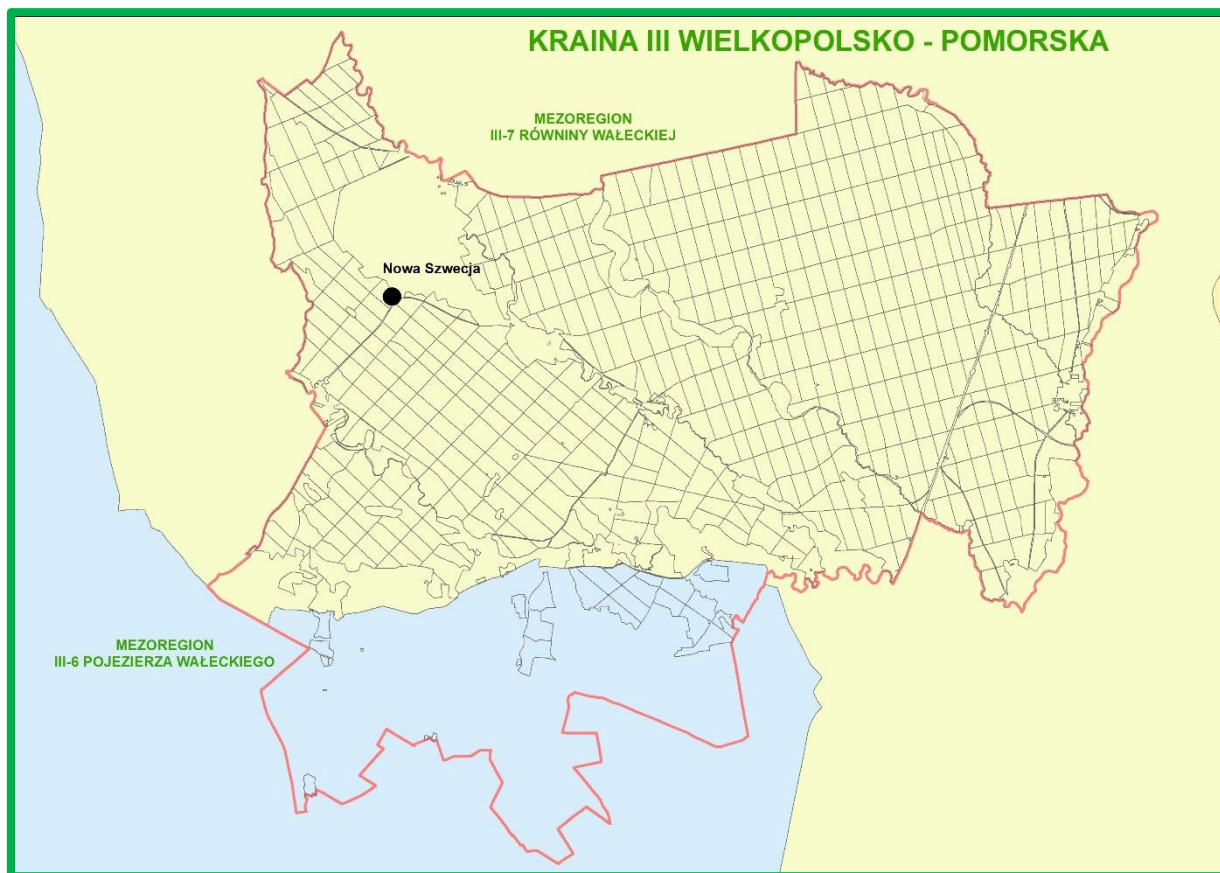 KRAINA III WIELKOPOLSKO - POMORSKA
MEZOREGION
III-7 RÓWNINY WAŁECKIEJ
Nowa Szwecja
MEZOREGION
III-6 POJEZIERZA WAŁECKIEGO